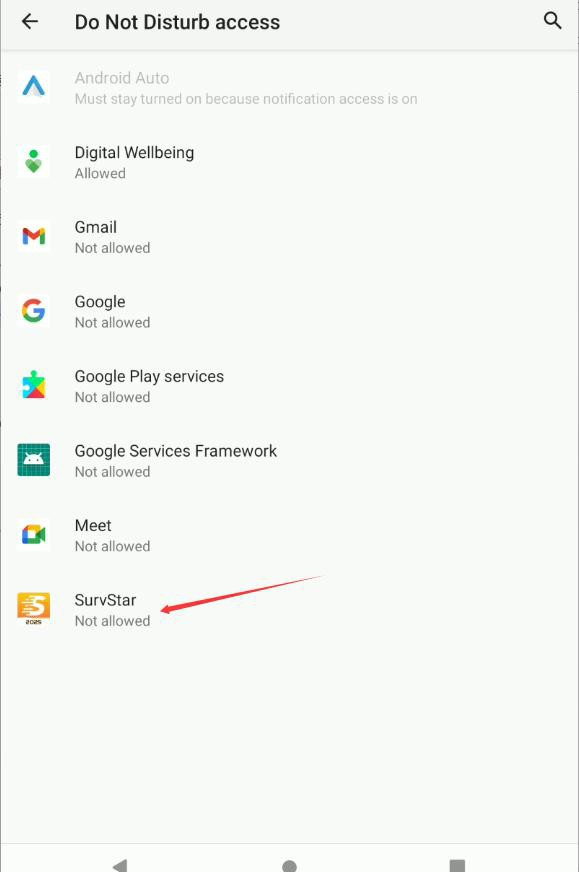 Do Not Disturb access
Android Auto
Must stay turned on because notification access is on
Digital Wellbeing
Allowed
Gmail
Not allowed
Google
Not allowed
Google Play services
Not allowed
Google Services Framework
Not allowed
Meet
Not allowed
SurvStar
Not allowed
2025